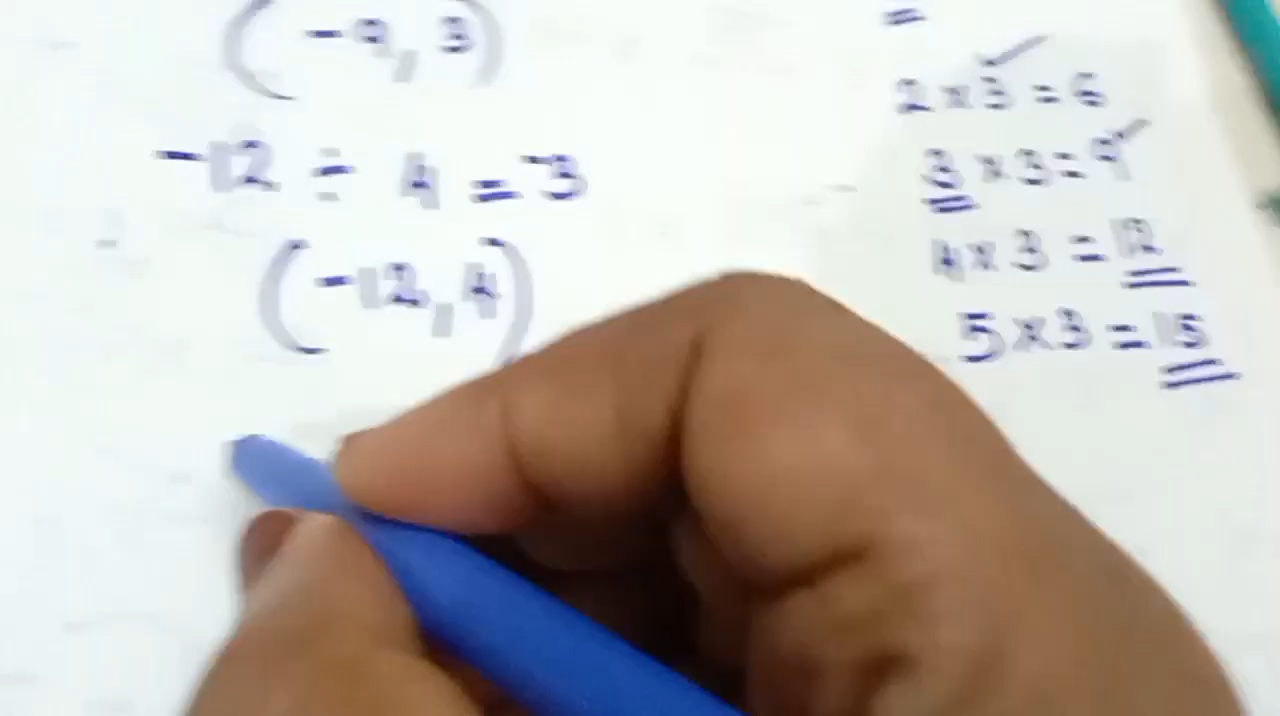 (-9, 3)
-12 ÷ 4 = -3
(-12, 4)
=
2 x 3 = 6
3 x 3 = 9
4 x 3 = 12
5 x 3 = 15